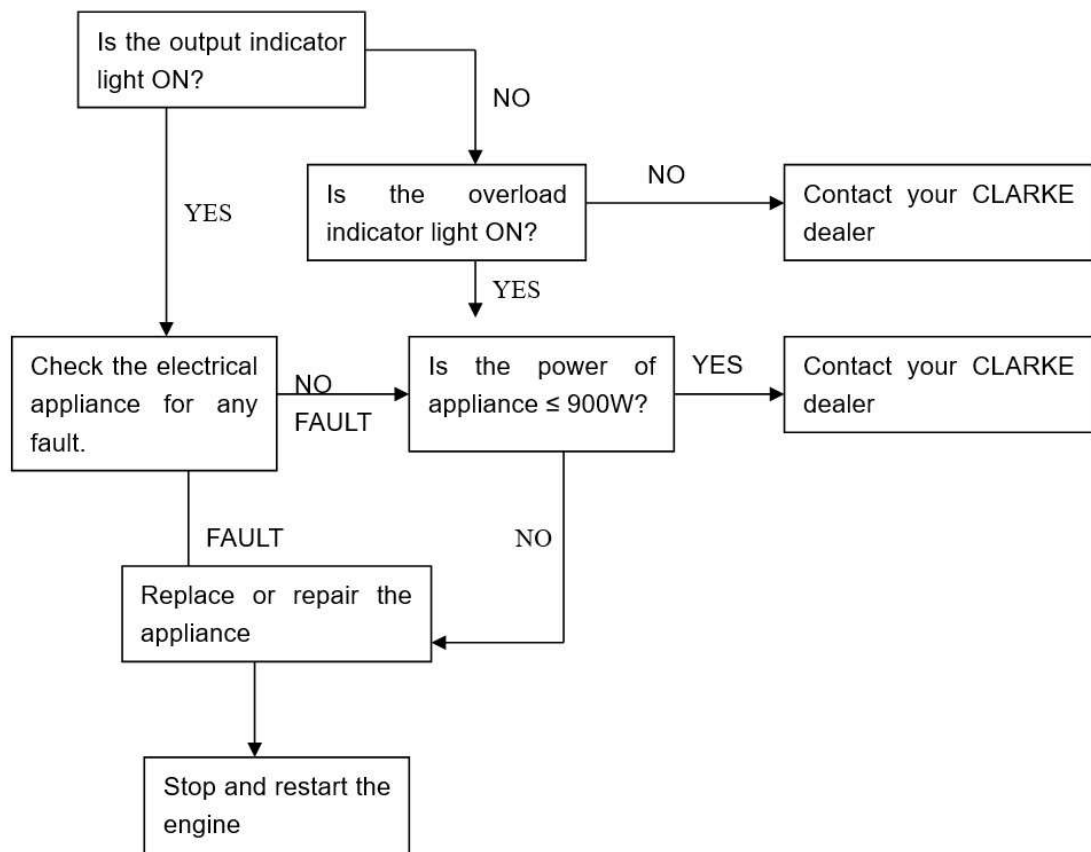 Is the output indicator
light ON?
NO
Is the overload
indicator light ON?
NO
Contact your CLARKE
dealer
YES
YES
Check the electrical
appliance for any
fault.
NO
FAULT
Is the power of
appliance ≤ 900W?
YES
Contact your CLARKE
dealer
FAULT
NO
Replace or repair the
appliance
Stop and restart the
engine